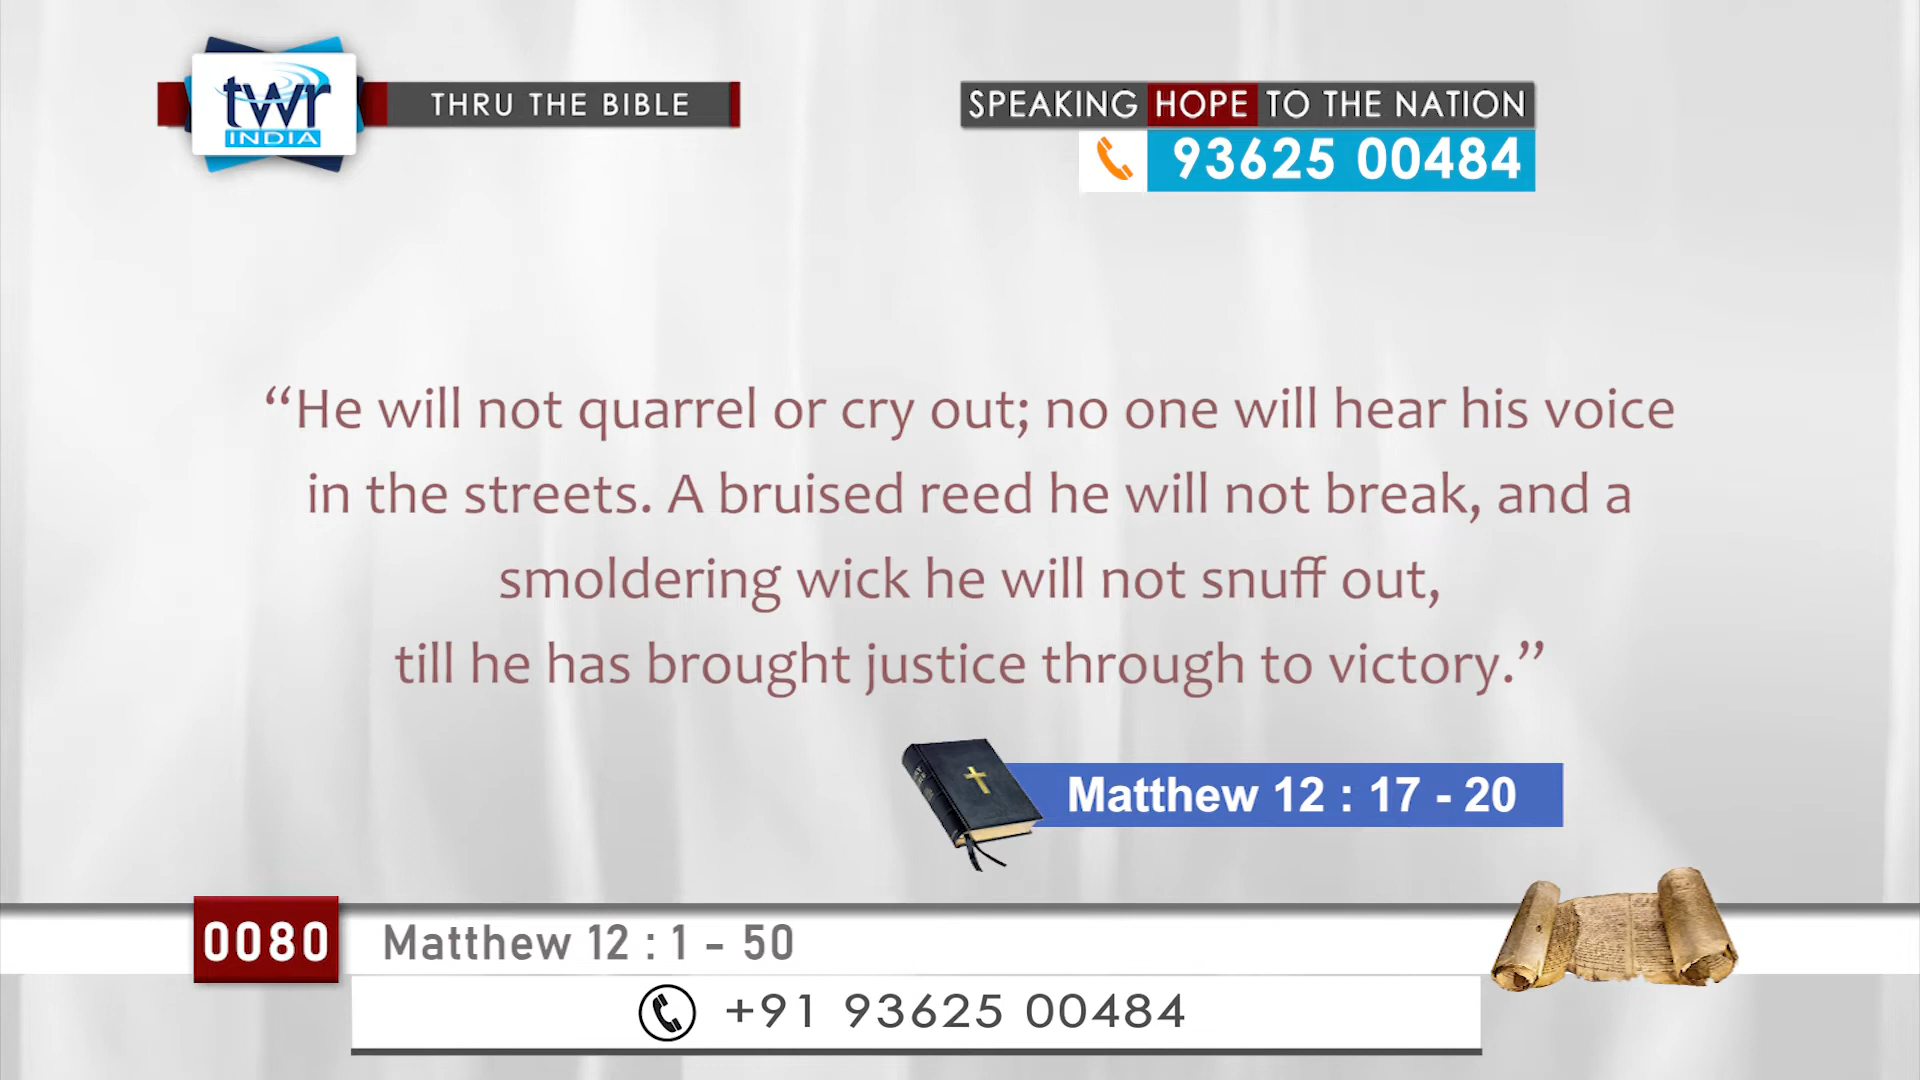 twr
INDIA
THRU THE BIBLE
SPEAKING HOPE TO THE NATION
93625 00484
“He will not quarrel or cry out; no one will hear his voice
in the streets. A bruised reed he will not break, and a
smoldering wick he will not snuff out,
till he has brought justice through to victory.”
Matthew 12 : 17 - 20
0080
Matthew 12 : 1 - 50
+91 93625 00484